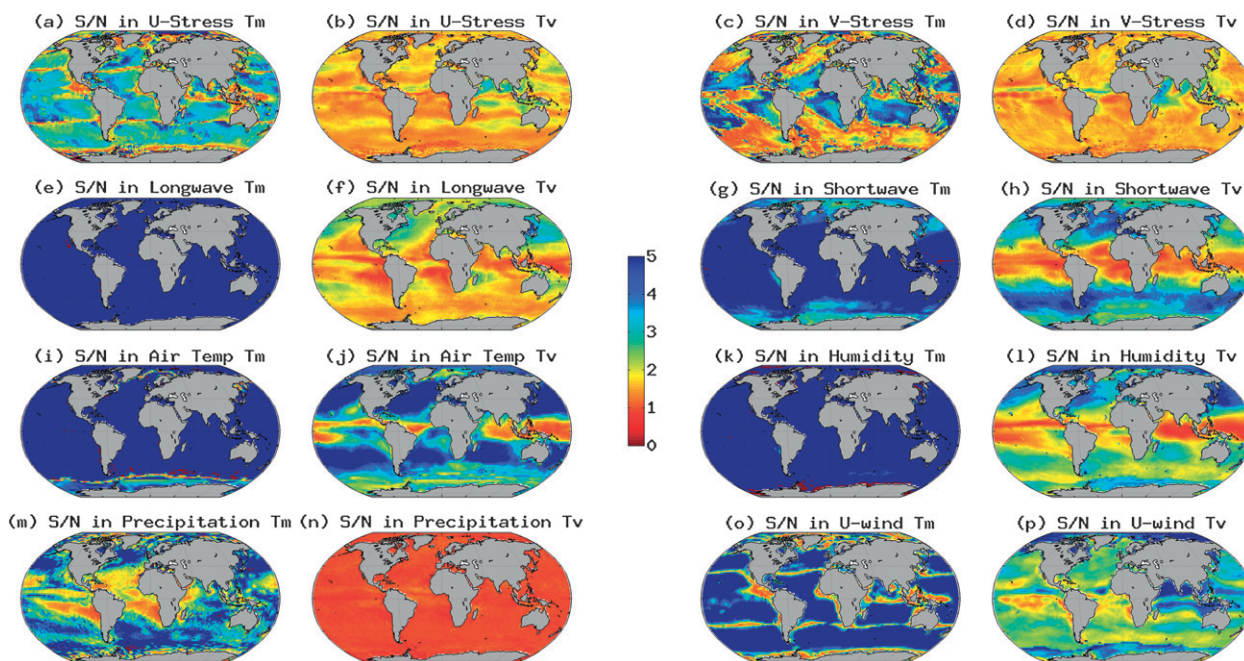 (a) S/N in U-Stress Tm
(b) S/N in U-Stress Tv
(c) S/N in V-Stress Tm
(d) S/N in V-Stress Tv
(e) S/N in Longwave Tm
(f) S/N in Longwave Tv
(g) S/N in Shortwave Tm
(h) S/N in Shortwave Tv
5
4
3
2
1
0
(i) S/N in Air Temp Tm
(j) S/N in Air Temp Tv
(k) S/N in Humidity Tm
(l) S/N in Humidity Tv
(m) S/N in Precipitation Tm
(n) S/N in Precipitation Tv
(o) S/N in U-wind Tm
(p) S/N in U-wind Tv